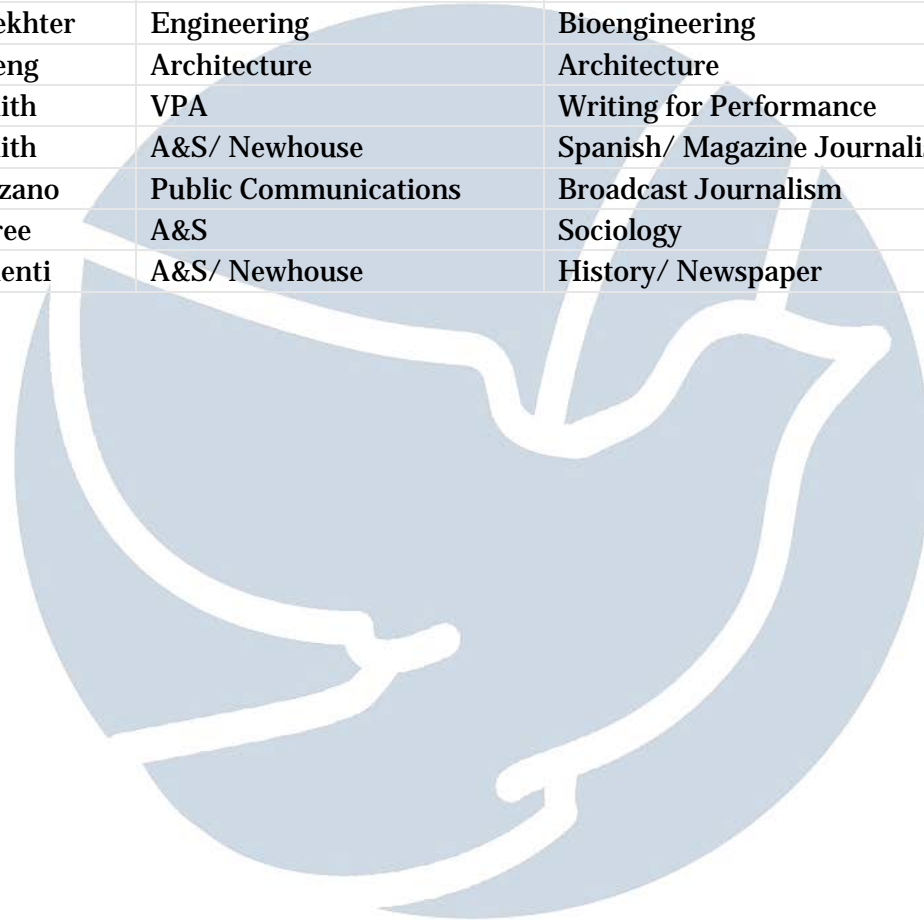 ekhter Engineering Bioengineering
eng Architecture Architecture
ith VPA Writing for Performance
ith A&S/ Newhouse Spanish/ Magazine Journali
zano Public Communications Broadcast Journalism
ree A&S Sociology
enti A&S/ Newhouse History/ Newspaper